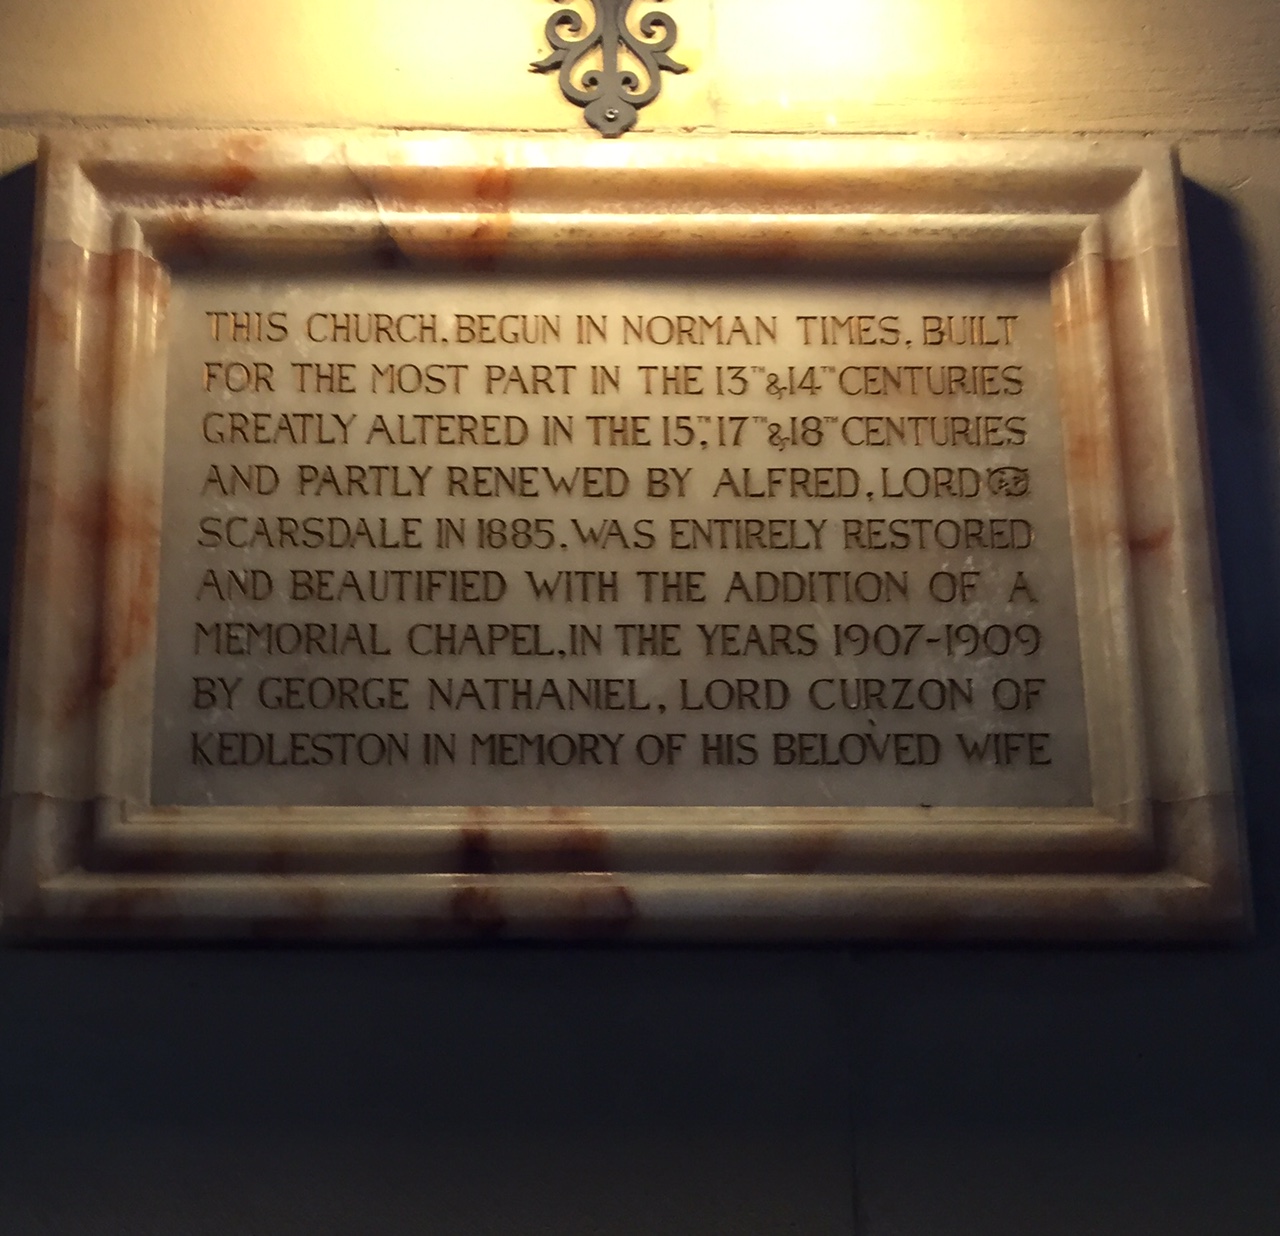 THIS CHURCH, BEGUN IN NORMAN TIMES, BUILT
FOR THE MOST PART IN THE 13TH & 14TH CENTURIES
GREATLY ALTERED IN THE 15TH, 17TH & 18TH CENTURIES
AND PARTLY RENEWED BY ALFRED, LORD
SCARSDALE IN 1885, WAS ENTIRELY RESTORED
AND BEAUTIFIED WITH THE ADDITION OF A
MEMORIAL CHAPEL, IN THE YEARS 1907-1909
BY GEORGE NATHANIEL, LORD CURZON OF
KEDLESTON IN MEMORY OF HIS BELOVED WIFE